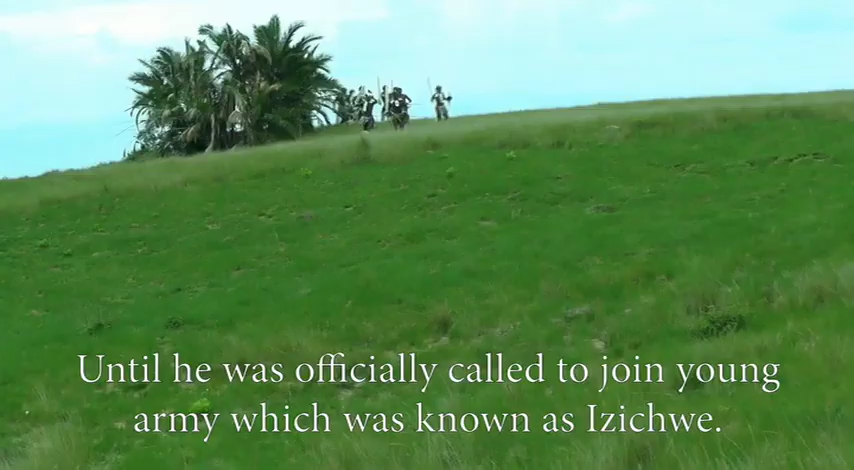 Until he was officially called to join young
army which was known as Izichwe.